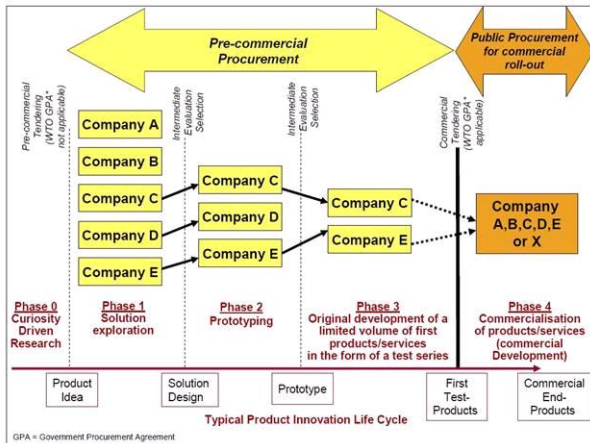 Pre-commercial
Procurement
Public Procurement
for commercial
roll-out
Pre-commercial
Tendering
(WTO GPA*
not applicable)
Intermediate
Evaluation
Selection
Intermediate
Evaluation
Selection
Commercial
Tendering
(WTO GPA*
applicable)
Company A
Company B
Company C
Company D
Company E
Company C
Company D
Company E
Company C
Company E
Company
A,B,C,D,E
or X
Phase 0
Curiosity
Driven
Research
Phase 1
Solution
exploration
Phase 2
Prototyping
Phase 3
Original development of a
limited volume of first
products/services
in the form of a test series
Phase 4
Commercialisation
of products/services
(commercial
Development)
Product
Idea
Solution
Design
Prototype
First
Test-
Products
Commercial
End-
Products
Typical Product Innovation Life Cycle
GPA = Government Procurement Agreement